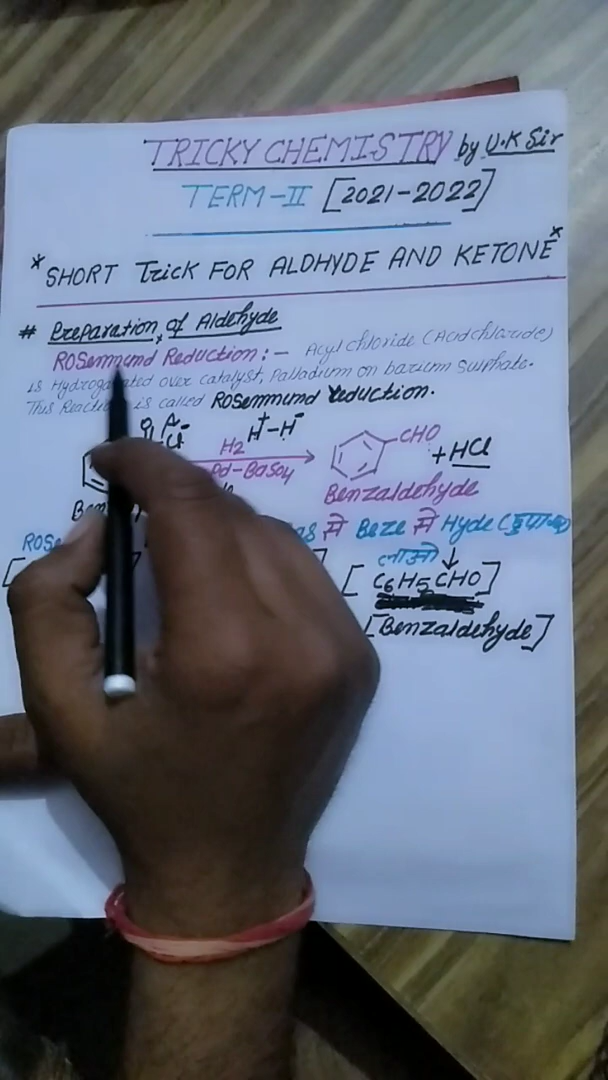 TRICKY CHEMISTRY by U.K Sir
TERM-II [2021-2022]
* SHORT Trick FOR ALDHYDE AND KETONE *
# Preparation of Aldehyde
ROSenmund Reduction:- Acyl chloride (Acid chloride)
is Hydrogenated over catalyst, Palladium on barium sulphate.
This Reaction is called ROSenmund reduction.
H+-H-
H2
Pd-BaSO4
CHO
+ HCl
Benzaldehyde
में Beze में Hyde
लाओ ↓
[C6H5CHO]
[Benzaldehyde]